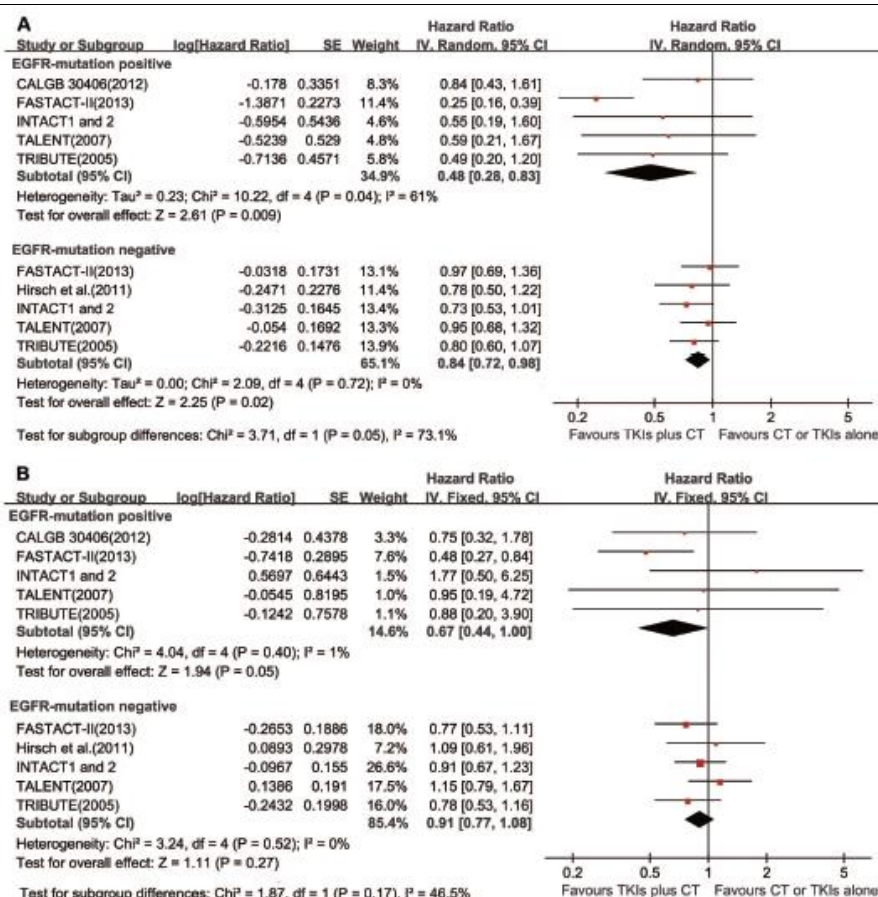 A
Hazard Ratio Hazard Ratio
Study or Subgroup log[Hazard Ratio] SE Weight IV. Random. 95% CI IV. Random. 95% CI
EGFR-mutation positive
CALGB 30406(2012) -0.178 0.3351 8.3% 0.84 [0.43, 1.61]
FASTACT-II(2013) -1.3871 0.2273 11.4% 0.25 [0.16, 0.39]
INTACT1 and 2 -0.5954 0.5436 4.6% 0.55 [0.19, 1.60]
TALENT(2007) -0.5239 0.529 4.8% 0.59 [0.21, 1.67]
TRIBUTE(2005) -0.7136 0.4571 5.8% 0.49 [0.20, 1.20]
Subtotal (95% CI) 34.9% 0.48 [0.28, 0.83]
Heterogeneity: Tau² = 0.23; Chi² = 10.22, df = 4 (P = 0.04); I² = 61%
Test for overall effect: Z = 2.61 (P = 0.009)
EGFR-mutation negative
FASTACT-II(2013) -0.0318 0.1731 13.1% 0.97 [0.69, 1.36]
Hirsch et al.(2011) -0.2471 0.2276 11.4% 0.78 [0.50, 1.22]
INTACT1 and 2 -0.3125 0.1645 13.4% 0.73 [0.53, 1.01]
TALENT(2007) -0.054 0.1692 13.3% 0.95 [0.68, 1.32]
TRIBUTE(2005) -0.2216 0.1476 13.9% 0.80 [0.60, 1.07]
Subtotal (95% CI) 65.1% 0.84 [0.72, 0.98]
Heterogeneity: Tau² = 0.00; Chi² = 2.09, df = 4 (P = 0.72); I² = 0%
Test for overall effect: Z = 2.25 (P = 0.02)
0.2 0.5 1 2 5
Test for subgroup differences: Chi² = 3.71, df = 1 (P = 0.05), I² = 73.1% Favours TKIs plus CT Favours CT or TKIs alone
B
Hazard Ratio Hazard Ratio
Study or Subgroup log[Hazard Ratio] SE Weight IV. Fixed. 95% CI IV. Fixed. 95% CI
EGFR-mutation positive
CALGB 30406(2012) -0.2814 0.4378 3.3% 0.75 [0.32, 1.78]
FASTACT-II(2013) -0.7418 0.2895 7.6% 0.48 [0.27, 0.84]
INTACT1 and 2 0.5697 0.6443 1.5% 1.77 [0.50, 6.25]
TALENT(2007) -0.0545 0.8195 1.0% 0.95 [0.19, 4.72]
TRIBUTE(2005) -0.1242 0.7578 1.1% 0.88 [0.20, 3.90]
Subtotal (95% CI) 14.6% 0.67 [0.44, 1.00]
Heterogeneity: Chi² = 4.04, df = 4 (P = 0.40); I² = 1%
Test for overall effect: Z = 1.94 (P = 0.05)
EGFR-mutation negative
FASTACT-II(2013) -0.2653 0.1886 18.0% 0.77 [0.53, 1.11]
Hirsch et al.(2011) 0.0893 0.2978 7.2% 1.09 [0.61, 1.96]
INTACT1 and 2 -0.0967 0.155 26.6% 0.91 [0.67, 1.23]
TALENT(2007) 0.1386 0.191 17.5% 1.15 [0.79, 1.67]
TRIBUTE(2005) -0.2432 0.1998 16.0% 0.78 [0.53, 1.16]
Subtotal (95% CI) 85.4% 0.91 [0.77, 1.08]
Heterogeneity: Chi² = 3.24, df = 4 (P = 0.52); I² = 0%
Test for overall effect: Z = 1.11 (P = 0.27)
0.2 0.5 1 2 5
Test for subgroup differences: Chi² = 1.87, df = 1 (P = 0.17), I² = 46.5% Favours TKIs plus CT Favours CT or TKIs alone